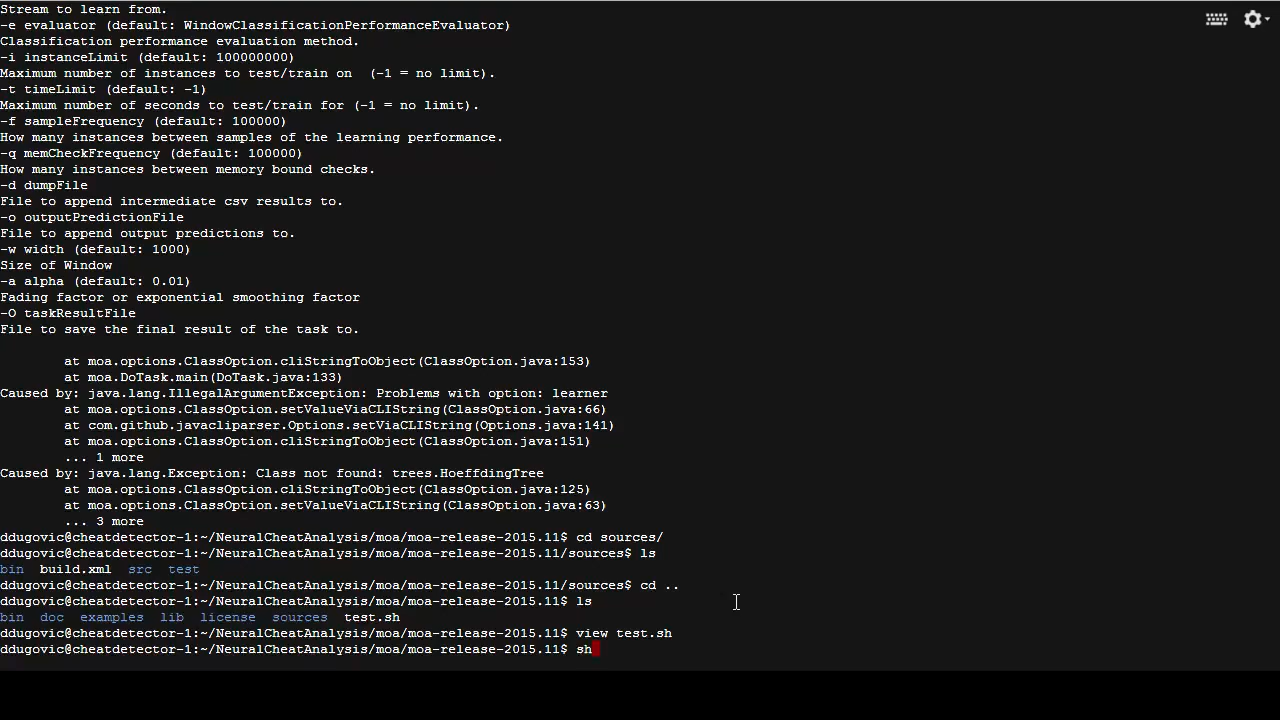 Stream to learn from.
-e evaluator (default: WindowClassificationPerformanceEvaluator)
Classification performance evaluation method.
-i instanceLimit (default: 100000000)
Maximum number of instances to test/train on  (-1 = no limit).
-t timeLimit (default: -1)
Maximum number of seconds to test/train for (-1 = no limit).
-f sampleFrequency (default: 100000)
How many instances between samples of the learning performance.
-q memCheckFrequency (default: 100000)
How many instances between memory bound checks.
-d dumpFile
File to append intermediate csv results to.
-o outputPredictionFile
File to append output predictions to.
-w width (default: 1000)
Size of Window
-a alpha (default: 0.01)
Fading factor or exponential smoothing factor
-O taskResultFile
File to save the final result of the task to.
at moa.options.ClassOption.cliStringToObject(ClassOption.java:153)
at moa.DoTask.main(DoTask.java:133)
Caused by: java.lang.IllegalArgumentException: Problems with option: learner
at moa.options.ClassOption.setValueViaCLIString(ClassOption.java:66)
at com.github.javacliparser.Options.setViaCLIString(Options.java:141)
at moa.options.ClassOption.cliStringToObject(ClassOption.java:151)
... 1 more
Caused by: java.lang.Exception: Class not found: trees.HoeffdingTree
at moa.options.ClassOption.cliStringToObject(ClassOption.java:125)
at moa.options.ClassOption.setValueViaCLIString(ClassOption.java:63)
... 3 more
ddugovic@cheatdetector-1:~/NeuralCheatAnalysis/moa/moa-release-2015.11$ cd sources/
ddugovic@cheatdetector-1:~/NeuralCheatAnalysis/moa/moa-release-2015.11/sources$ ls
bin  build.xml  src  test
ddugovic@cheatdetector-1:~/NeuralCheatAnalysis/moa/moa-release-2015.11/sources$ cd ..
ddugovic@cheatdetector-1:~/NeuralCheatAnalysis/moa/moa-release-2015.11$ ls
bin  doc  examples  lib  license  sources  test.sh
ddugovic@cheatdetector-1:~/NeuralCheatAnalysis/moa/moa-release-2015.11$ view test.sh
ddugovic@cheatdetector-1:~/NeuralCheatAnalysis/moa/moa-release-2015.11$ sh